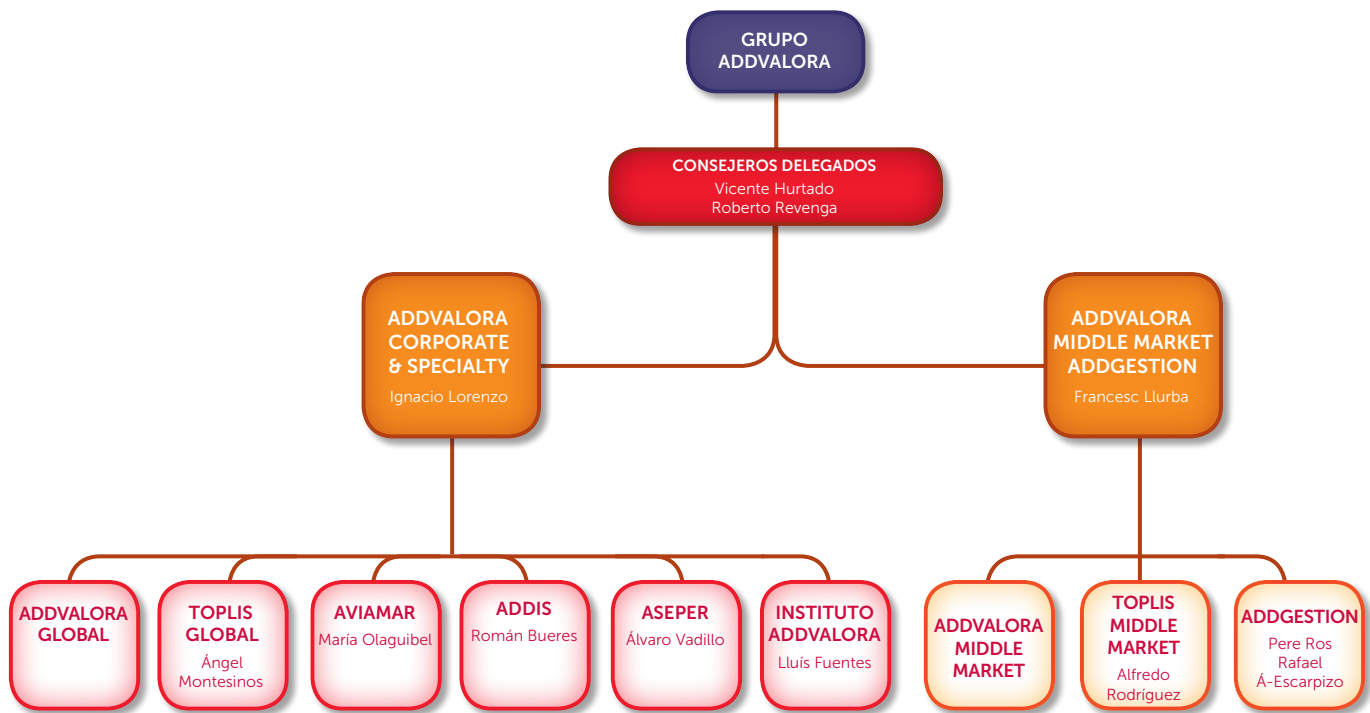 GRUPO
ADDVALORA
CONSEJEROS DELEGADOS
Vicente Hurtado
Roberto Revenga
ADDVALORA
CORPORATE
& SPECIALTY
Ignacio Lorenzo
ADDVALORA
MIDDLE MARKET
ADDGESTION
Francesc Llurba
ADDVALORA
GLOBAL
TOPLIS
GLOBAL
Ángel
Montesinos
AVIAMAR
María Olaguibel
ADDIS
Román Bueres
ASEPER
Álvaro Vadillo
INSTITUTO
ADDVALORA
Lluís Fuentes
ADDVALORA
MIDDLE
MARKET
TOPLIS
MIDDLE
MARKET
Alfredo
Rodríguez
ADDGESTION
Pere Ros
Rafael
Á-Escarpizo